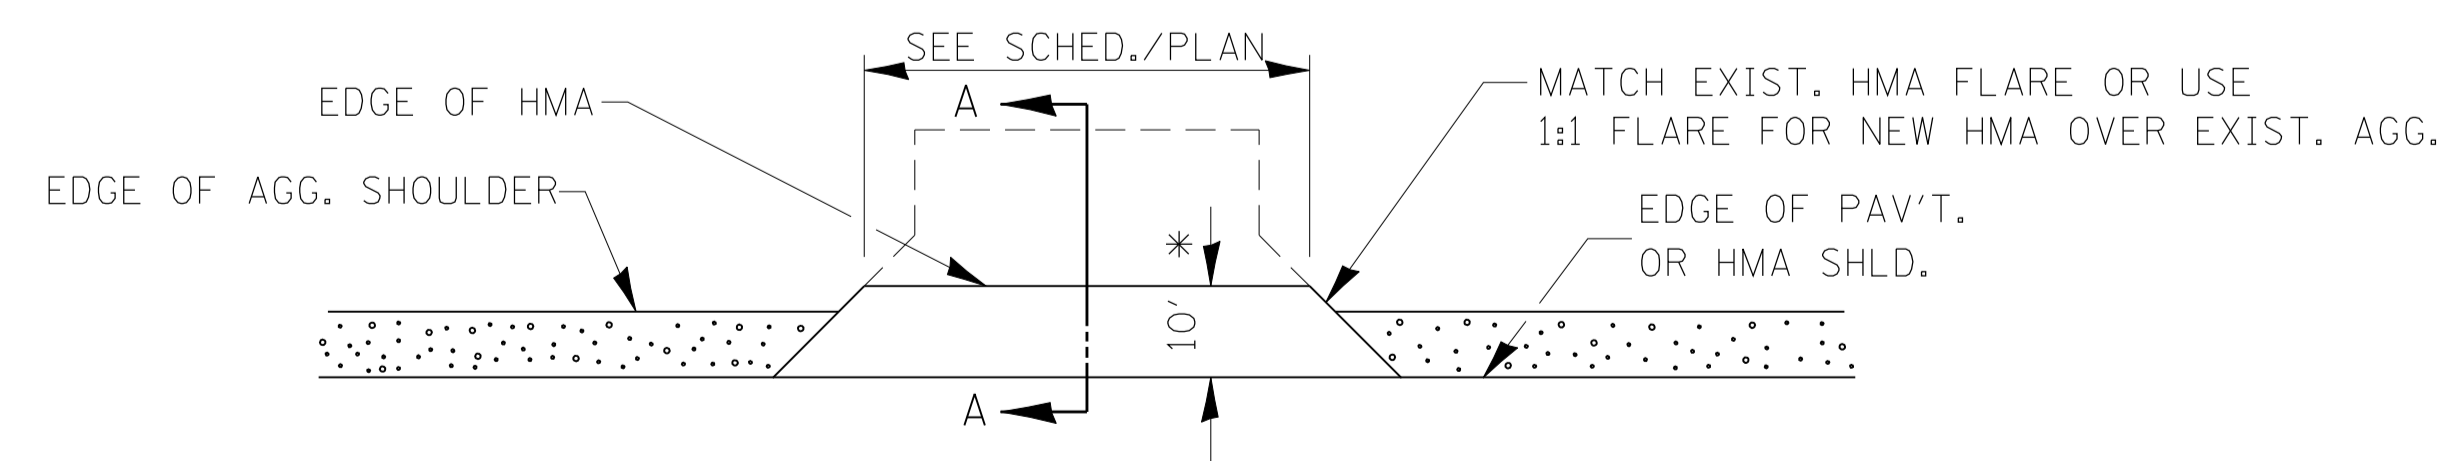 SEE SCHED./PLAN
MATCH EXIST. HMA FLARE OR USE
1:1 FLARE FOR NEW HMA OVER EXIST. AGG.
EDGE OF HMA
A
EDGE OF AGG. SHOULDER
EDGE OF PAV'T.
OR HMA SHLD.
10' *
A